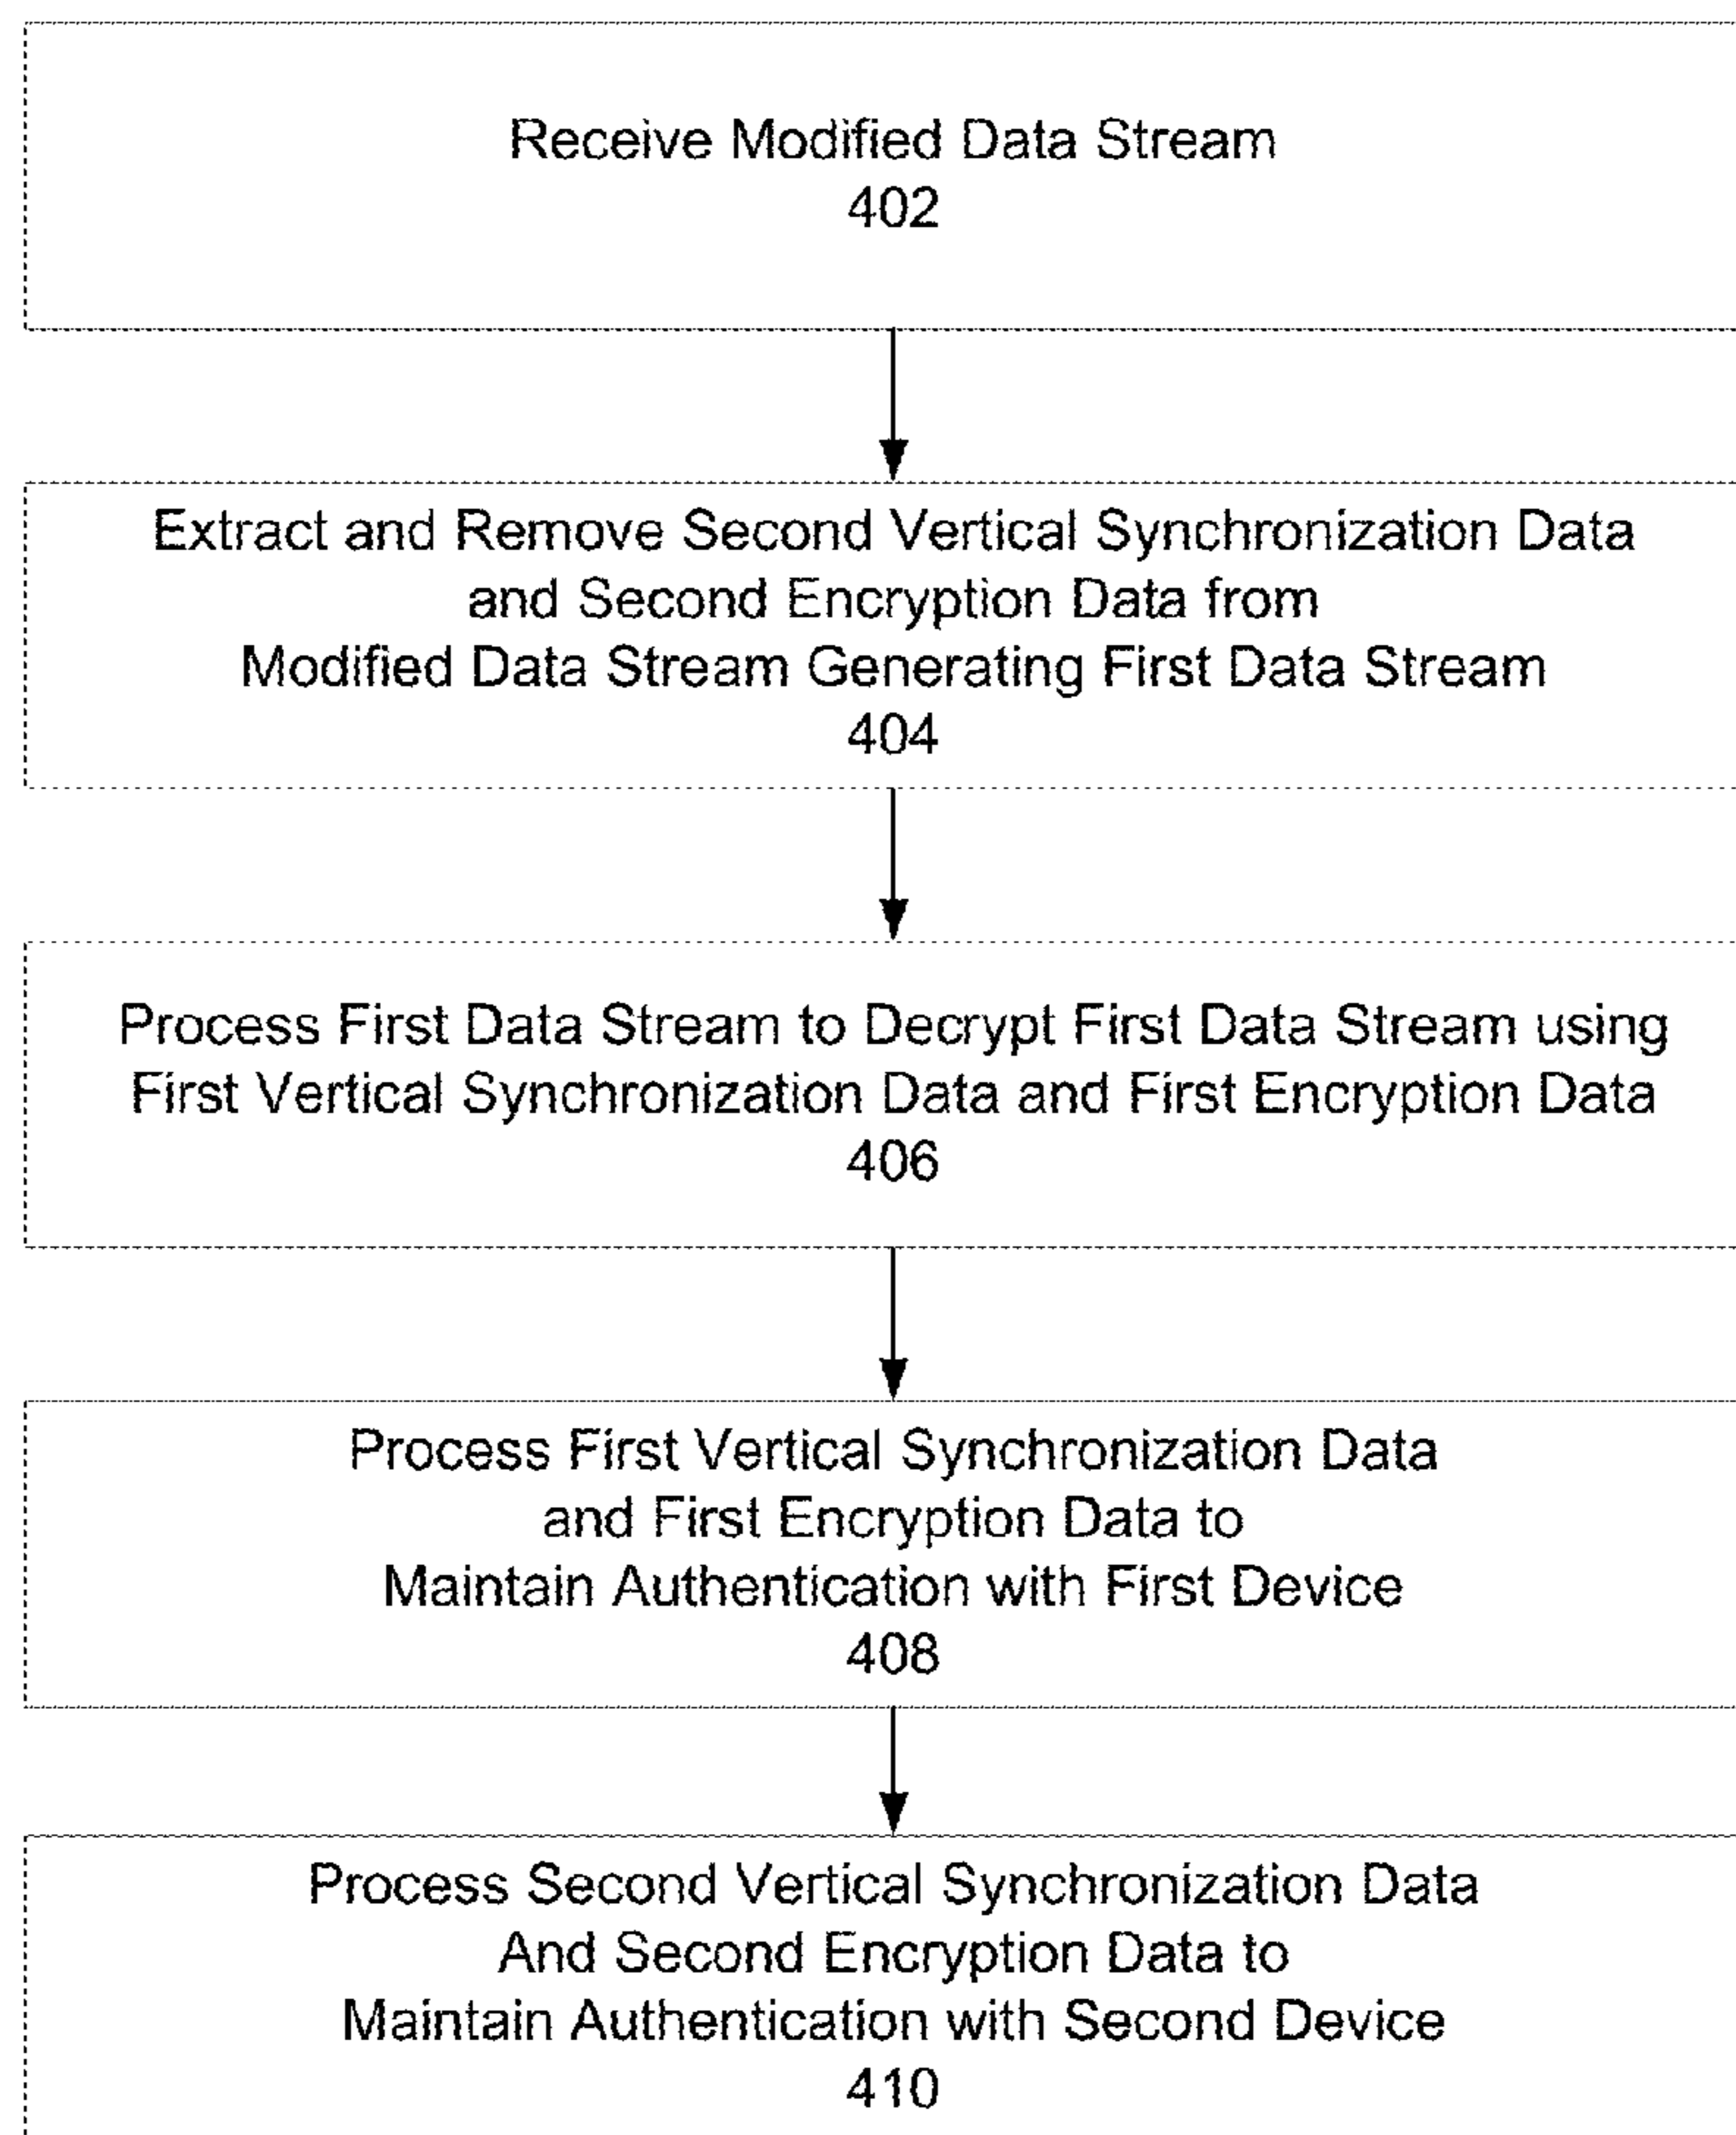 Receive Modified Data Stream
402
Extract and Remove Second Vertical Synchronization Data
and Second Encryption Data from
Modified Data Stream Generating First Data Stream
404
Process First Data Stream to Decrypt First Data Stream using
First Vertical Synchronization Data and First Encryption Data
406
Process First Vertical Synchronization Data
and First Encryption Data to
Maintain Authentication with First Device
408
Process Second Vertical Synchronization Data
And Second Encryption Data to
Maintain Authentication with Second Device
410